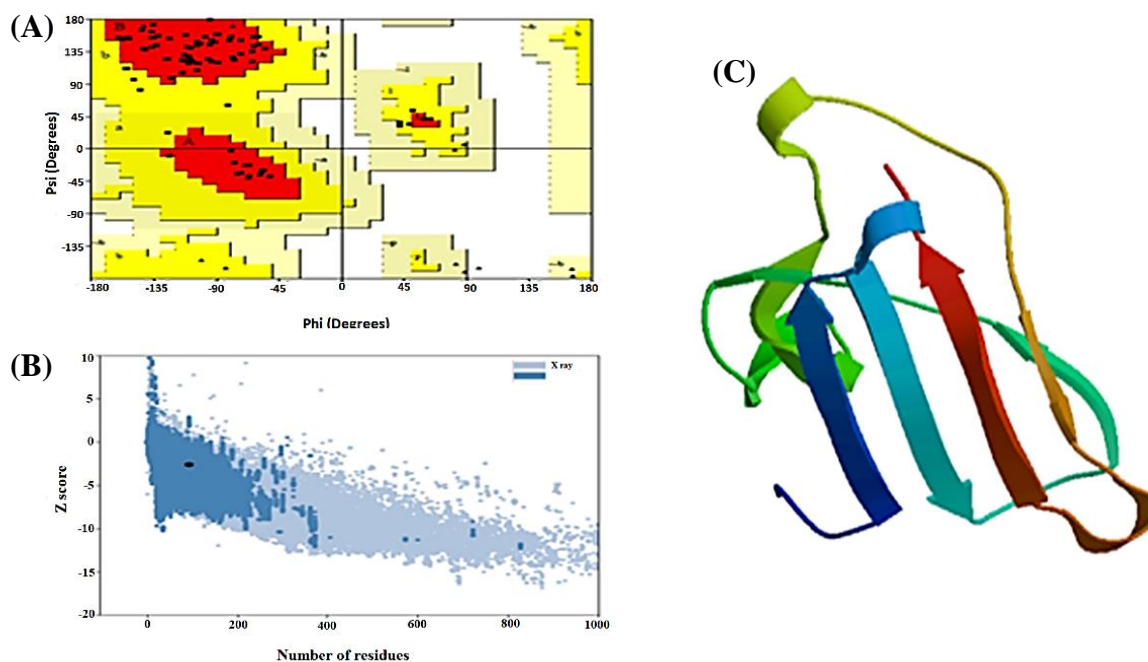 (A)
180
135
90
45
0
-45
-90
-135
-180 -135 -90 -45 0 45 90 135 180
Psi (Degrees)
Phi (Degrees)
B
A
(B)
10
5
0
-5
-10
-15
-20
0 200 400 600 800 1000
Z score
Number of residues
X ray
(C)